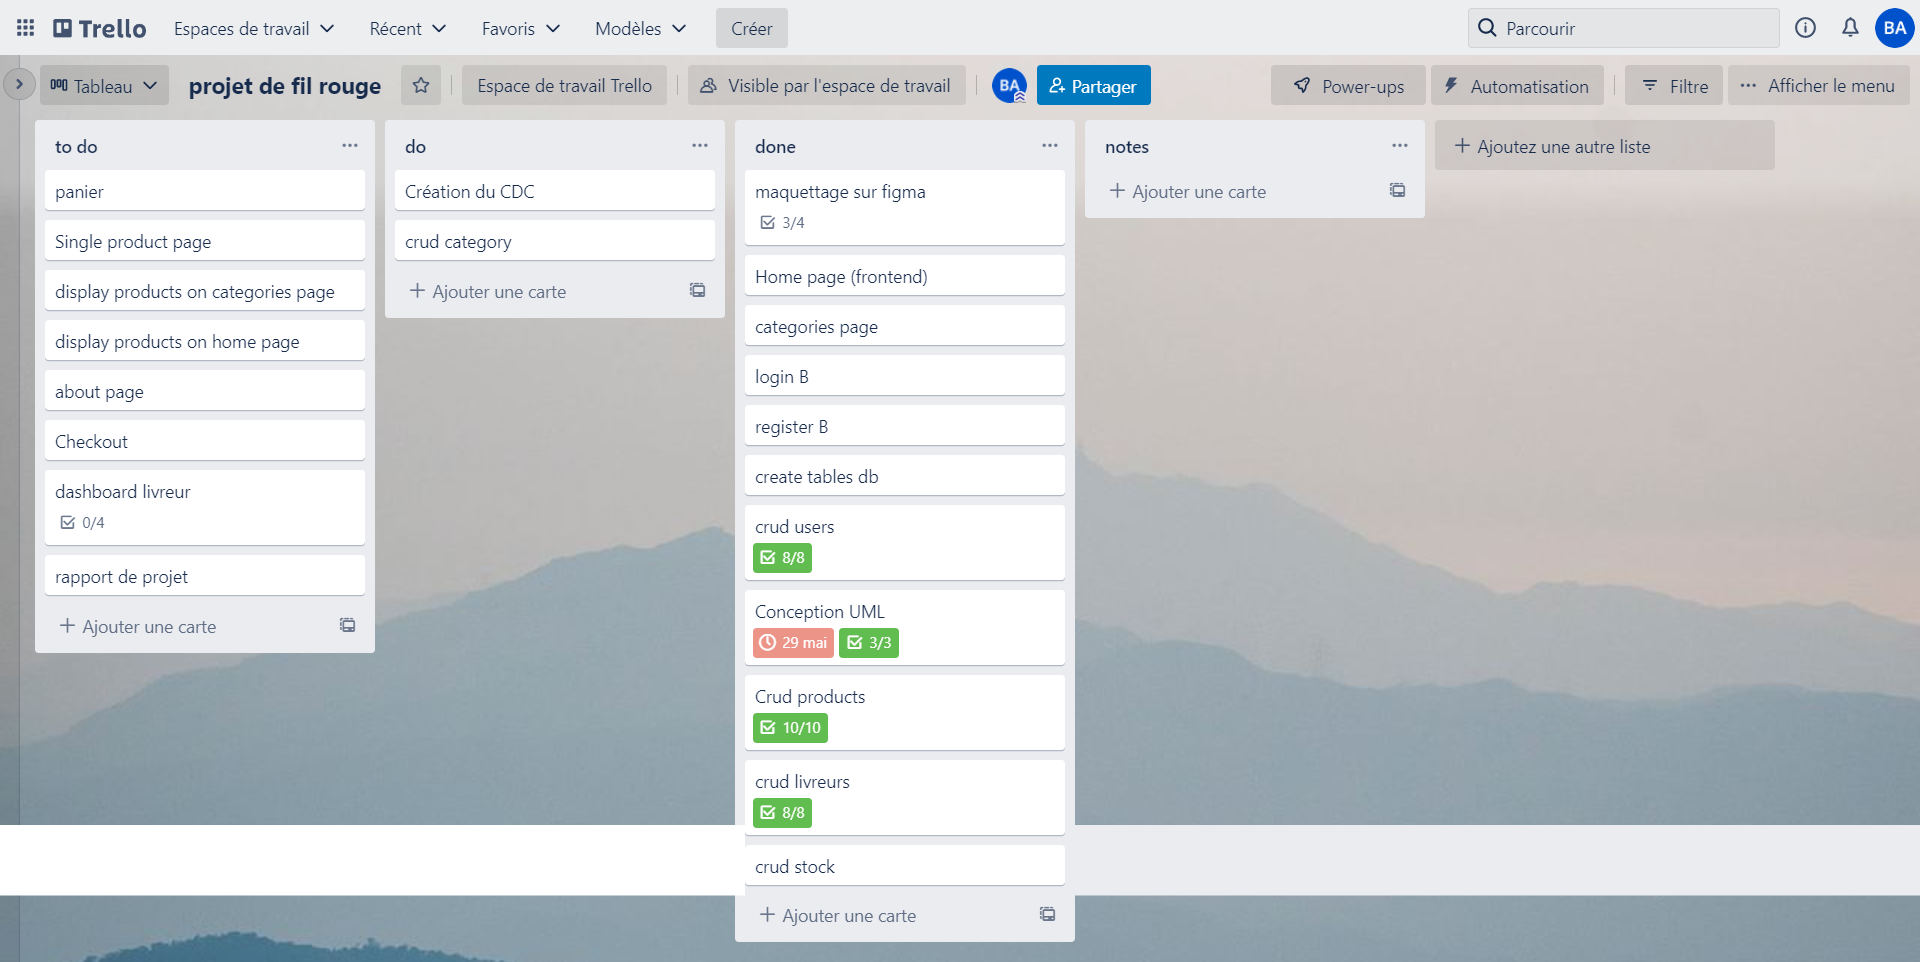 Trello
Espaces de travail
Récent
Favoris
Modèles
Créer
Parcourir
BA
Tableau
projet de fil rouge
Espace de travail Trello
Visible par l'espace de travail
BA
Partager
Power-ups
Automatisation
Filtre
Afficher le menu
to do
panier
Single product page
display products on categories page
display products on home page
about page
Checkout
dashboard livreur
0/4
rapport de projet
Ajouter une carte
do
Création du CDC
crud category
Ajouter une carte
done
maquettage sur figma
3/4
Home page (frontend)
categories page
login B
register B
create tables db
crud users
8/8
Conception UML
29 mai
3/3
Crud products
10/10
crud livreurs
8/8
crud stock
Ajouter une carte
notes
Ajouter une carte
Ajoutez une autre liste